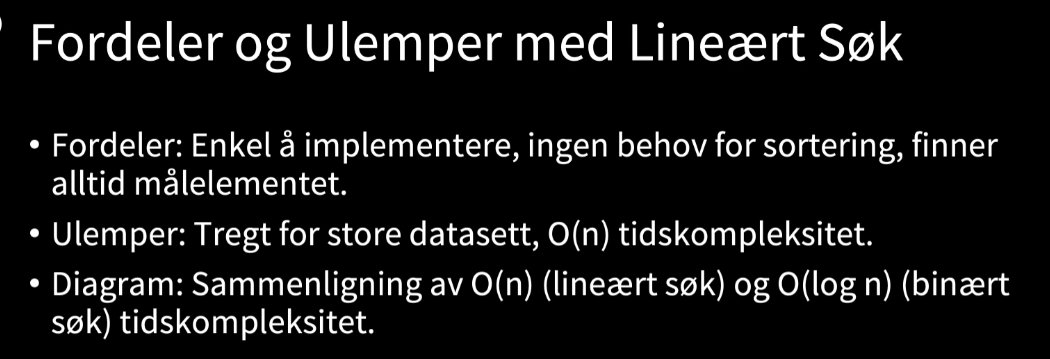 Fordeler og Ulemper med Lineært Søk
• Fordeler: Enkel å implementere, ingen behov for sortering, finner
alltid målelementet.
• Ulemper: Tregt for store datasett, O(n) tidskompleksitet.
• Diagram: Sammenligning av O(n) (lineært søk) og O(log n) (binært
søk) tidskompleksitet.